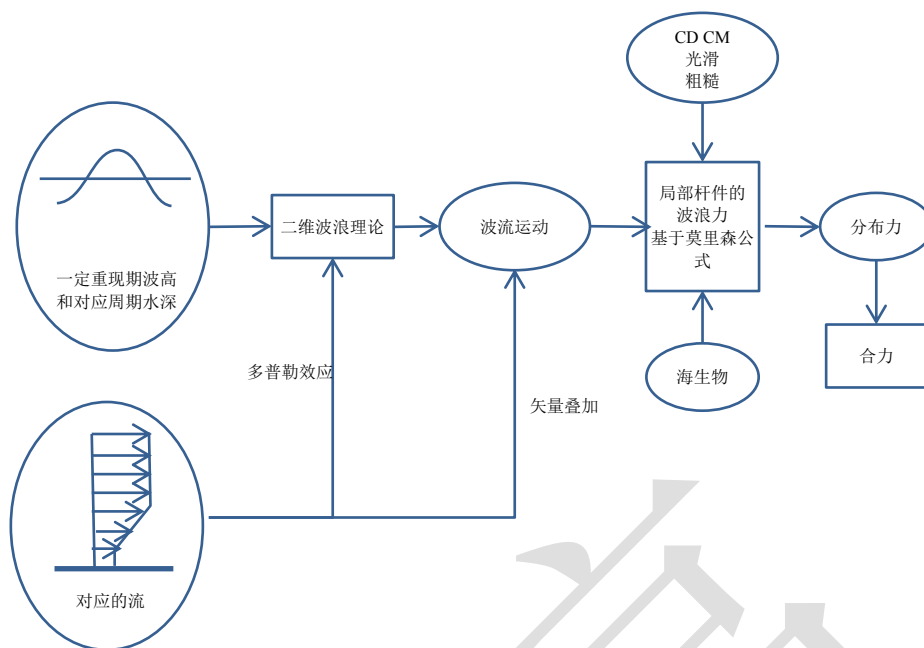 CD CM
光滑
粗糙
一定重现期波高
和对应周期水深
二维波浪理论
波流运动
局部杆件的
波浪力
基于莫里森公
式
分布力
合力
海生物
多普勒效应
矢量叠加
对应的流